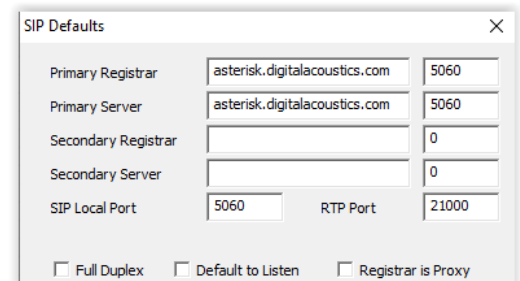 SIP Defaults
Primary Registrar asterisk.digitalacoustics.com 5060
Primary Server asterisk.digitalacoustics.com 5060
Secondary Registrar 0
Secondary Server 0
SIP Local Port 5060 RTP Port 21000
Full Duplex Default to Listen Registrar is Proxy